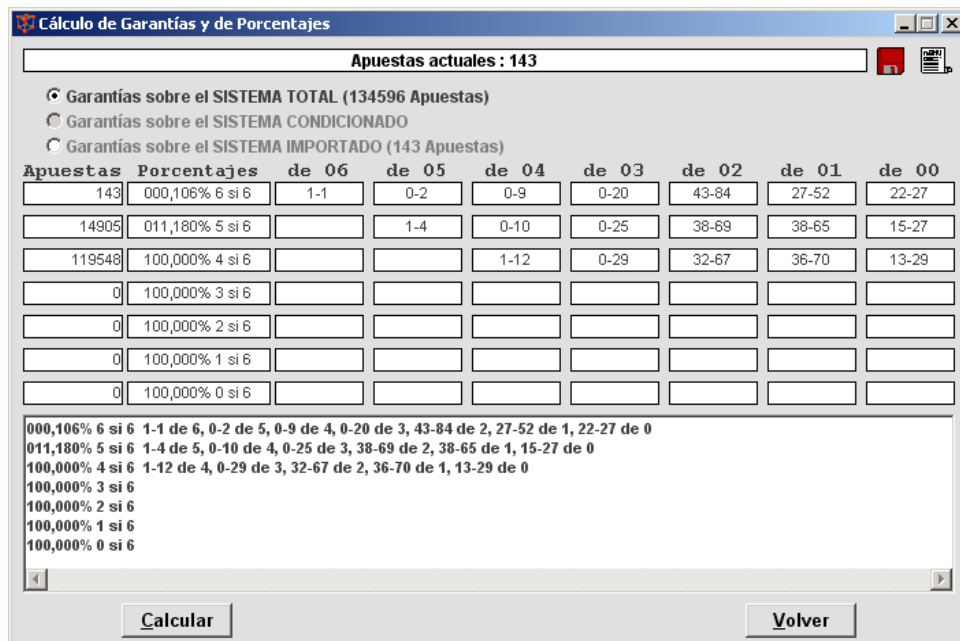 Cálculo de Garantías y de Porcentajes
Apuestas actuales : 143
Garantías sobre el SISTEMA TOTAL (134596 Apuestas)
Garantías sobre el SISTEMA CONDICIONADO
Garantías sobre el SISTEMA IMPORTADO (143 Apuestas)
Apuestas Porcentajes de 06 de 05 de 04 de 03 de 02 de 01 de 00
143 000,106% 6 si 6 1-1 0-2 0-9 0-20 43-84 27-52 22-27
14905 011,180% 5 si 6 1-4 0-10 0-25 38-69 38-65 15-27
119548 100,000% 4 si 6 1-12 0-29 32-67 36-70 13-29
0 100,000% 3 si 6
0 100,000% 2 si 6
0 100,000% 1 si 6
0 100,000% 0 si 6
000,106% 6 si 6 1-1 de 6, 0-2 de 5, 0-9 de 4, 0-20 de 3, 43-84 de 2, 27-52 de 1, 22-27 de 0
011,180% 5 si 6 1-4 de 5, 0-10 de 4, 0-25 de 3, 38-69 de 2, 38-65 de 1, 15-27 de 0
100,000% 4 si 6 1-12 de 4, 0-29 de 3, 32-67 de 2, 36-70 de 1, 13-29 de 0
100,000% 3 si 6
100,000% 2 si 6
100,000% 1 si 6
100,000% 0 si 6
Calcular Volver